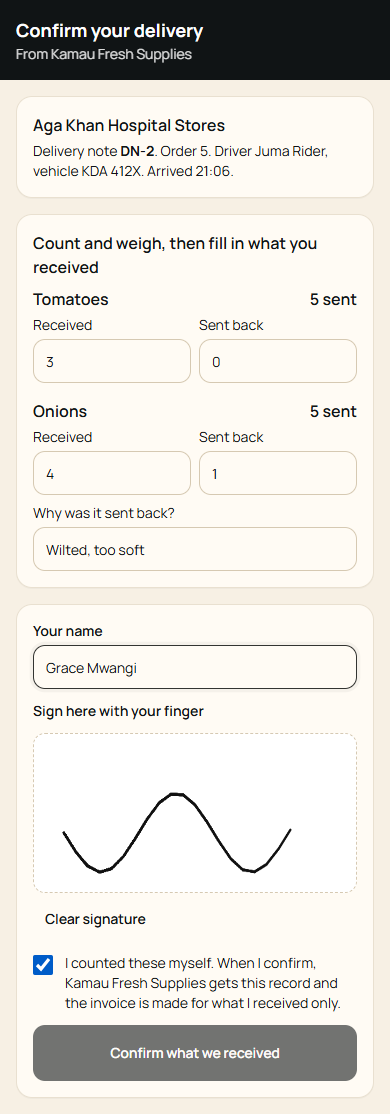 Confirm your delivery
From Kamau Fresh Supplies
Aga Khan Hospital Stores
Delivery note DN-2. Order 5. Driver Juma Rider,
vehicle KDA 412X. Arrived 21:06.
Count and weigh, then fill in what you
received
Tomatoes 5 sent
Received Sent back
3 0
Onions 5 sent
Received Sent back
4 1
Why was it sent back?
Wilted, too soft
Your name
Grace Mwangi
Sign here with your finger
Clear signature
I counted these myself. When I confirm,
Kamau Fresh Supplies gets this record and
the invoice is made for what I received only.
Confirm what we received